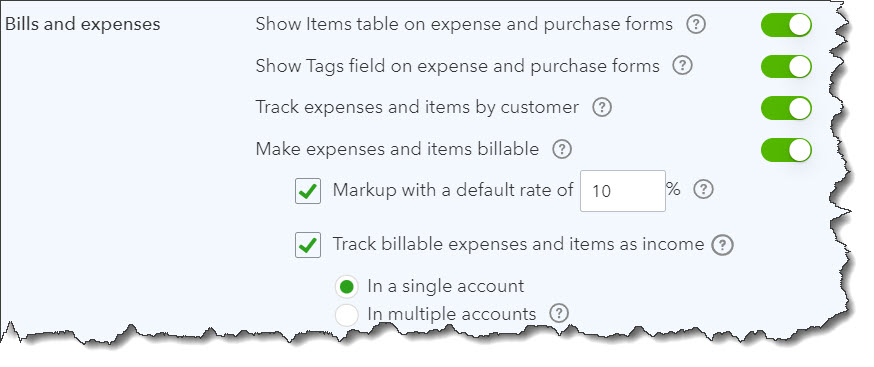 Bills and expenses Show Items table on expense and purchase forms ?
Show Tags field on expense and purchase forms ?
Track expenses and items by customer ?
Make expenses and items billable ?
Markup with a default rate of 10 % ?
Track billable expenses and items as income ?
In a single account
In multiple accounts ?